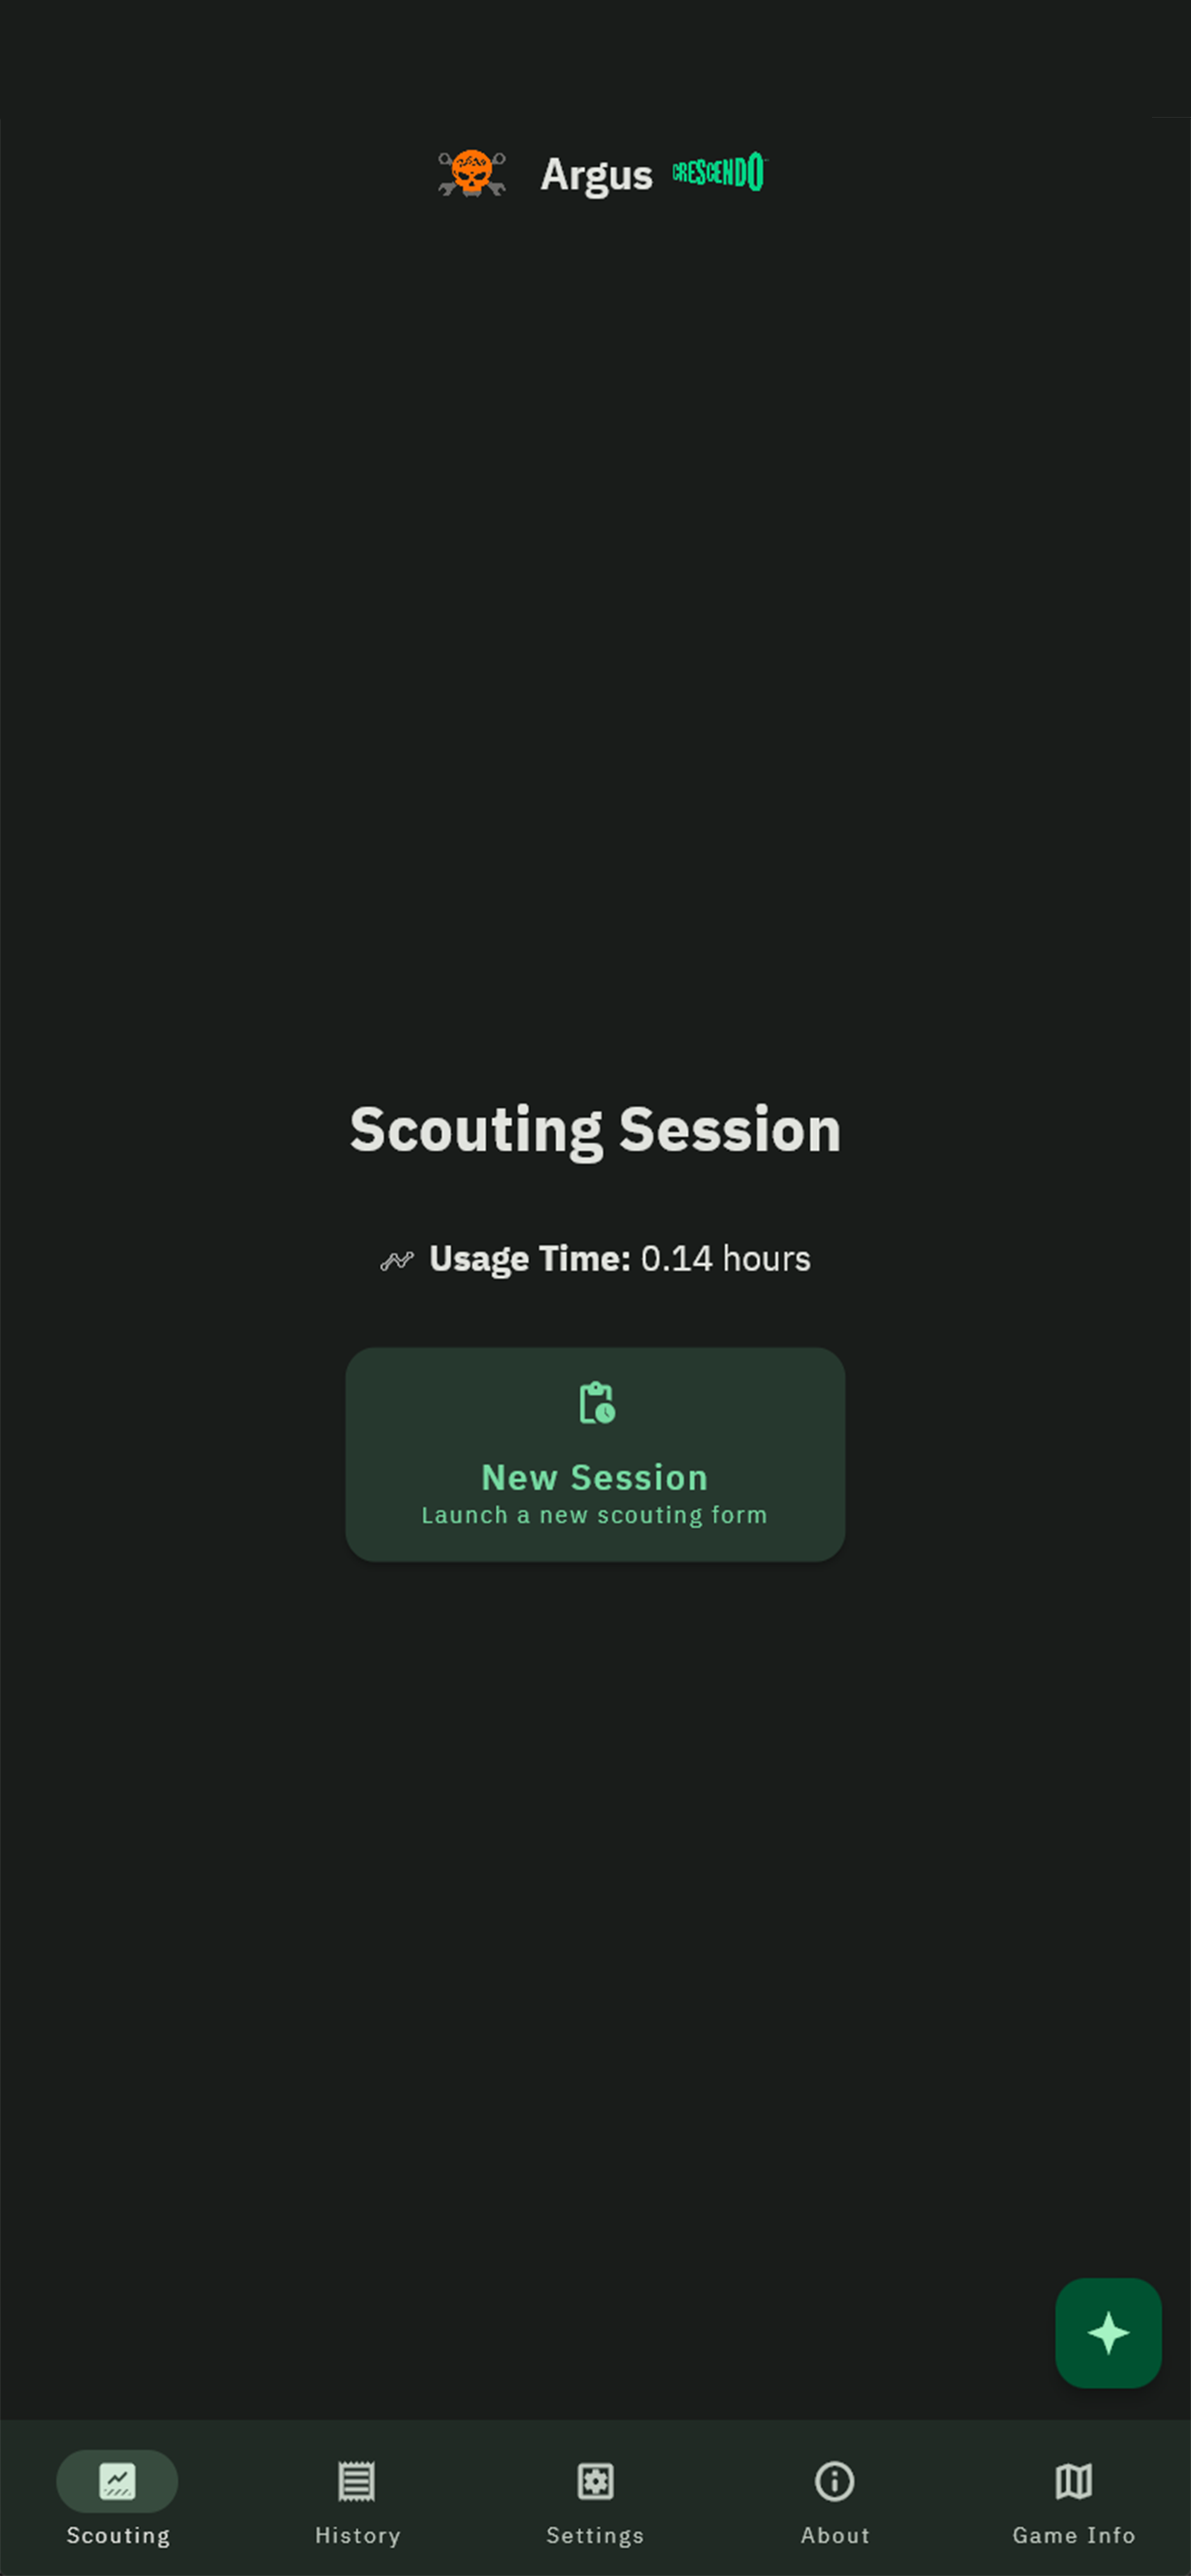 Argus CRESCENDO
Scouting Session
Usage Time: 0.14 hours
New Session
Launch a new scouting form
Scouting History Settings About Game Info